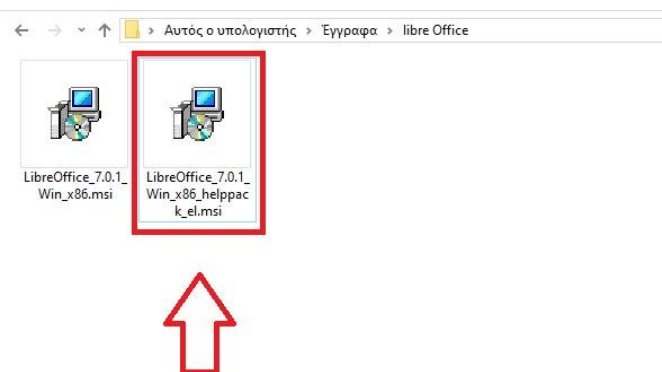 Αυτός ο υπολογιστής › Έγγραφα › libre Office
LibreOffice_7.0.1_
Win_x86.msi
LibreOffice_7.0.1_
Win_x86_helppac
k_el.msi